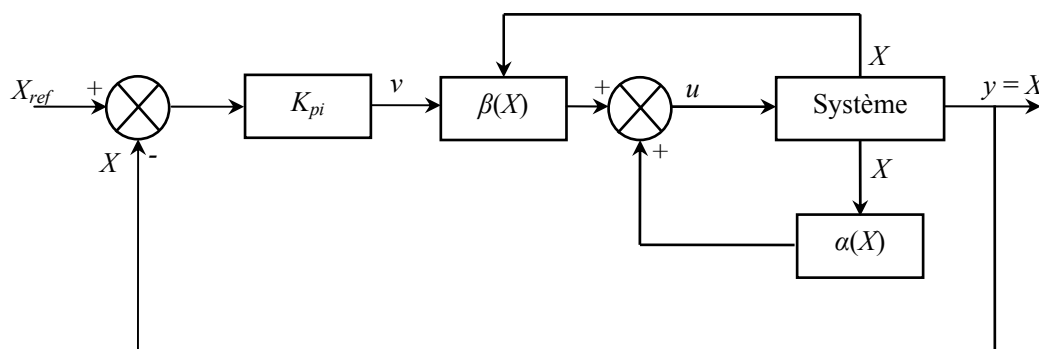 X
X_ref
+
K_pi
v
β(X)
+
u
Système
y = X
X
-
+
X
α(X)